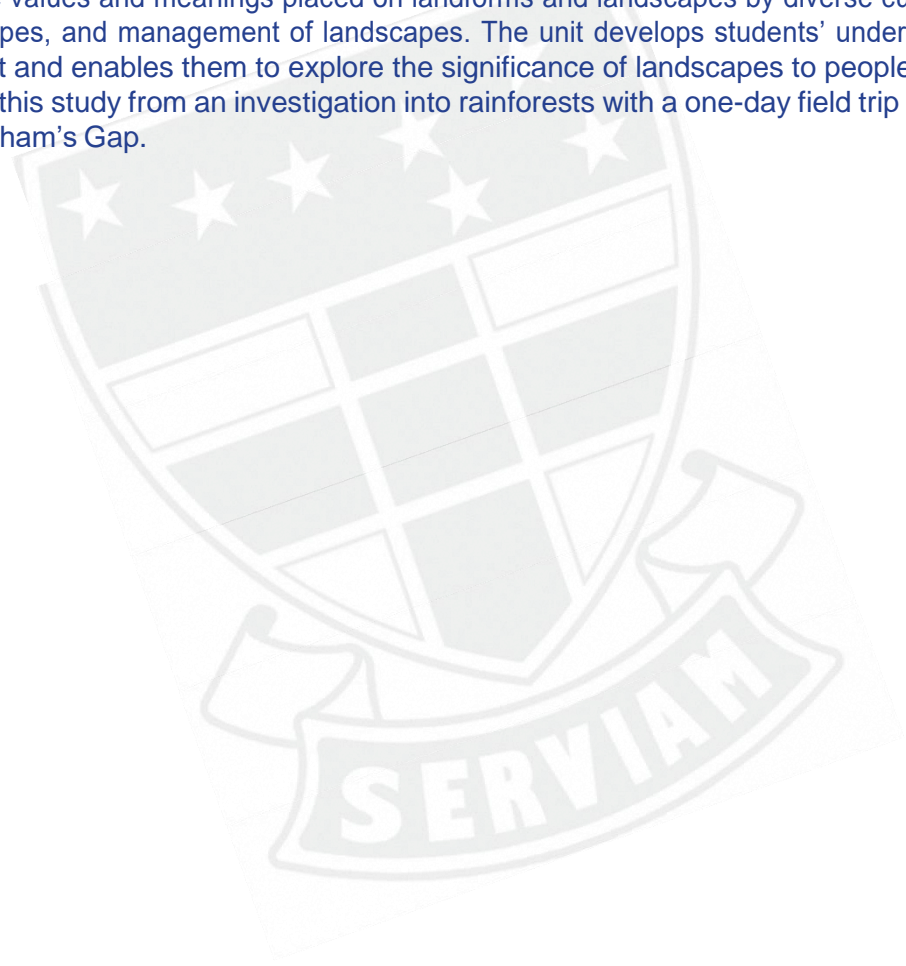 values and meanings placed on landforms and landscapes by diverse
pes, and management of landscapes. The unit develops students' under
t and enables them to explore the significance of landscapes to people
this study from an investigation into rainforests with a one-day field trip
ham's Gap.
SERVIAM